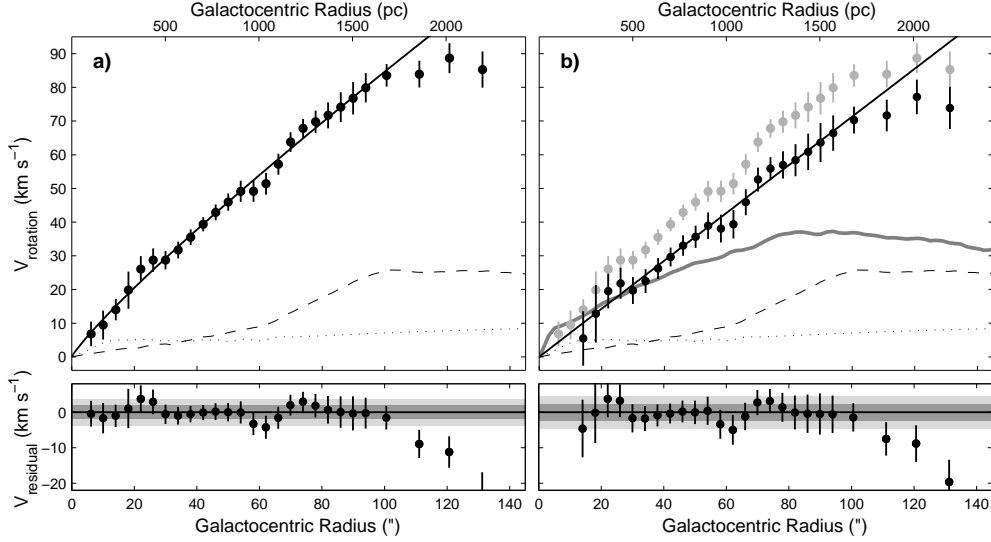 Galactocentric Radius (pc)
500 1000 1500 2000
a)
90
80
70
60
50
40
30
20
10
0
V_rotation (km s⁻¹)
0
−10
−20
V_residual (km s⁻¹)
0 20 40 60 80 100 120 140
Galactocentric Radius (")
Galactocentric Radius (pc)
500 1000 1500 2000
b)
0 20 40 60 80 100 120 140
Galactocentric Radius (")